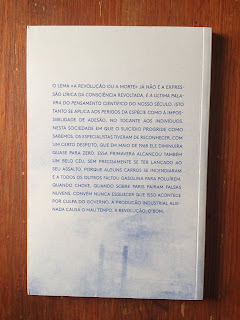 O LEMA «A REVOLUÇÃO OU A MORTE» JÁ NÃO É A EXPRES-
SÃO LÍRICA DA CONSCIÊNCIA REVOLTADA, É A ÚLTIMA PALA-
VRA DO PENSAMENTO CIENTÍFICO DO NOSSO SÉCULO. ISTO
TANTO SE APLICA AOS PERIGOS DA ESPÉCIE COMO À IMPOS-
SIBILIDADE DE ADESÃO, NO TOCANTE AOS INDIVÍDUOS.
NESTA SOCIEDADE EM QUE O SUICÍDIO PROGRIDE COMO
SABEMOS, OS ESPECIALISTAS TIVERAM DE RECONHECER, COM
UM CERTO DESPEITO, QUE EM MAIO DE 1968 ELE DIMINUÍRA
QUASE PARA ZERO. ESSA PRIMAVERA ALCANÇOU TAMBÉM
UM BELO CÉU, SEM PRECISAMENTE SE TER LANÇADO AO
SEU ASSALTO, PORQUE ALGUNS CARROS SE INCENDIARAM
E A TODOS OS OUTROS FALTOU GASOLINA PARA POLUÍREM.
QUANDO CHOVE, QUANDO SOBRE PARIS PAIRAM FALSAS
NUVENS, CONVÉM NUNCA ESQUECER QUE ISSO ACONTECE
POR CULPA DO GOVERNO. A PRODUÇÃO INDUSTRIAL ALIE-
NADA CAUSA O MAU TEMPO. A REVOLUÇÃO, O BOM.